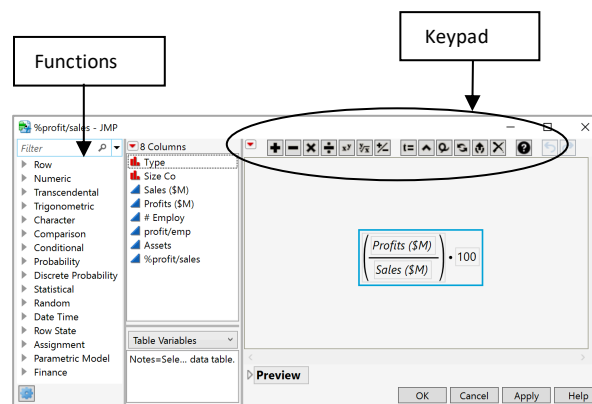 Keypad
Functions
%profit/sales - JMP
Filter
Row
Numeric
Transcendental
Trigonometric
Character
Comparison
Conditional
Probability
Discrete Probability
Statistical
Random
Date Time
Row State
Assignment
Parametric Model
Finance
8 Columns
Type
Size Co
Sales ($M)
Profits ($M)
# Employ
profit/emp
Assets
%profit/sales
Table Variables
Notes=Sele... data table.
Profits ($M)
Sales ($M)
• 100
Preview
OK Cancel Apply Help